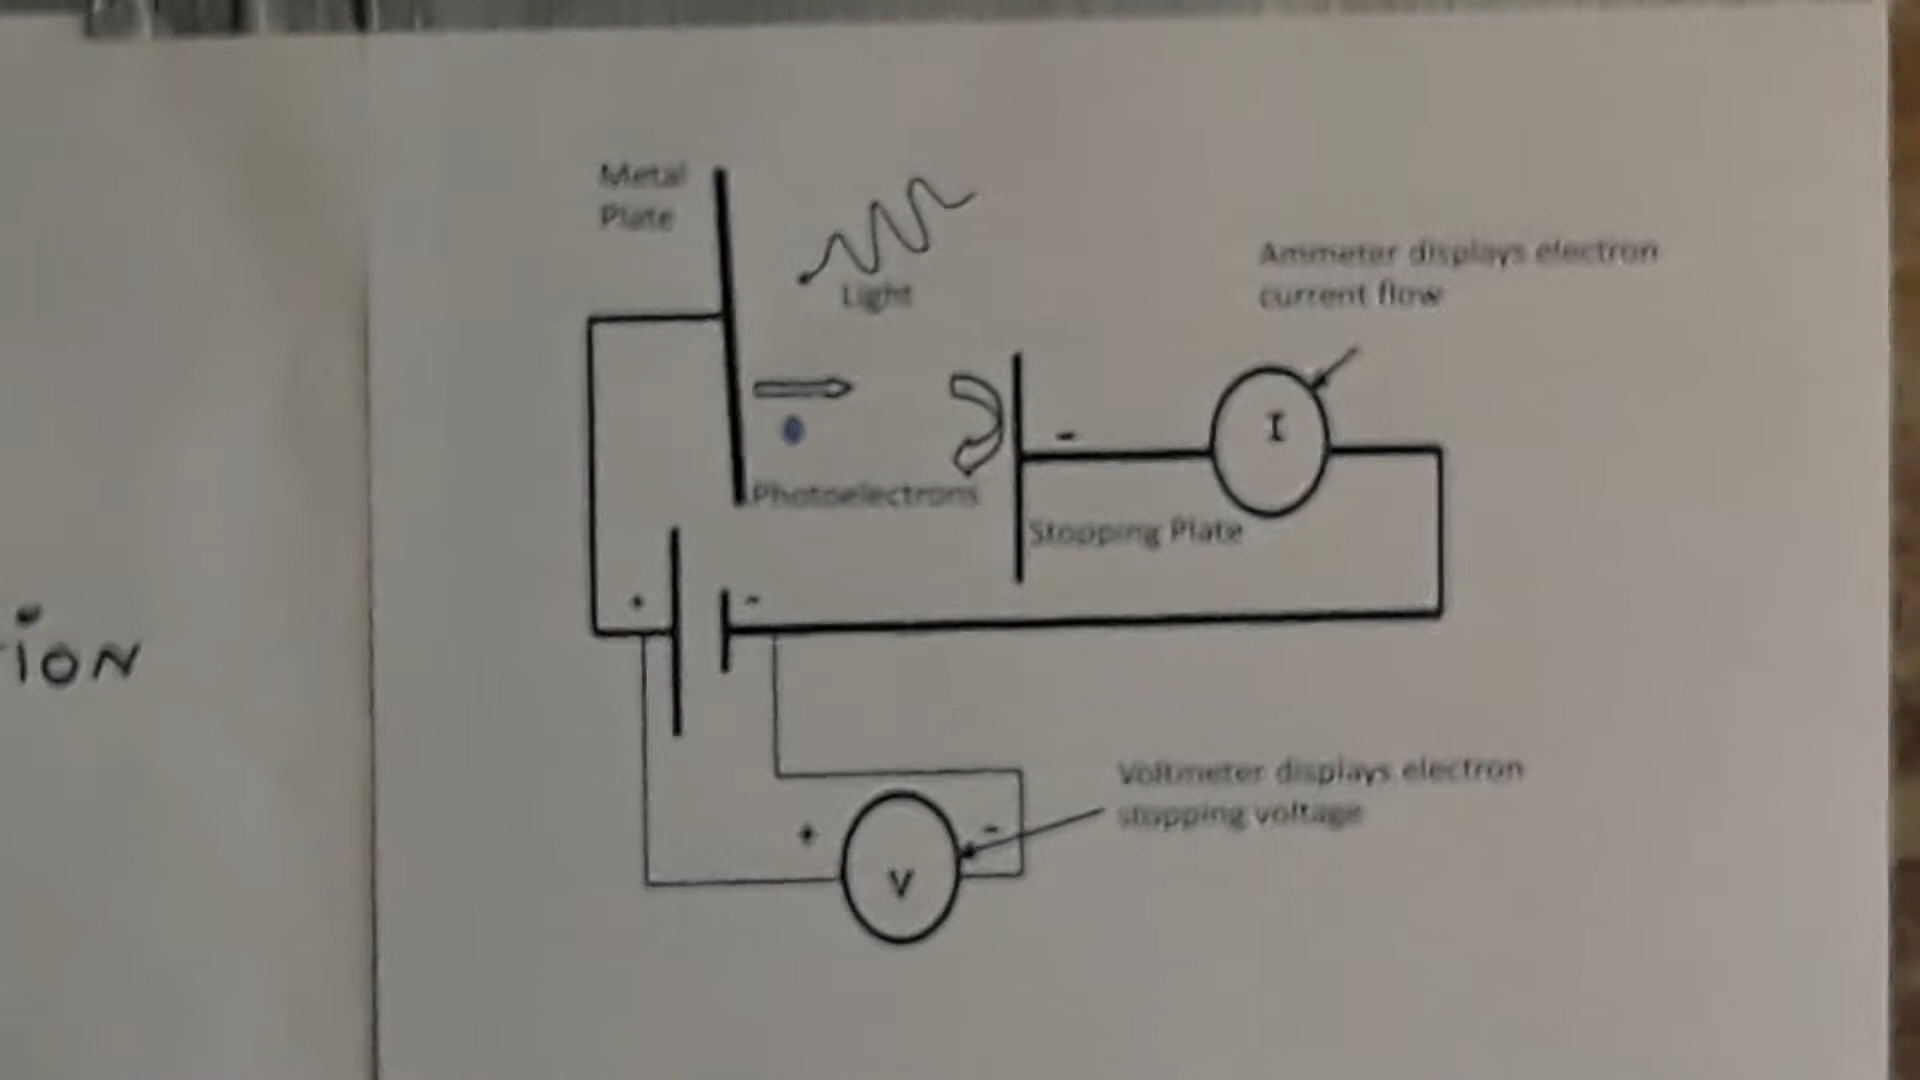 Metal
Plate
Light
Ammeter displays electron
current flow
I
-
Photoelectrons
Stopping Plate
+ -
ION
Voltmeter displays electron
stopping voltage
+ -
V